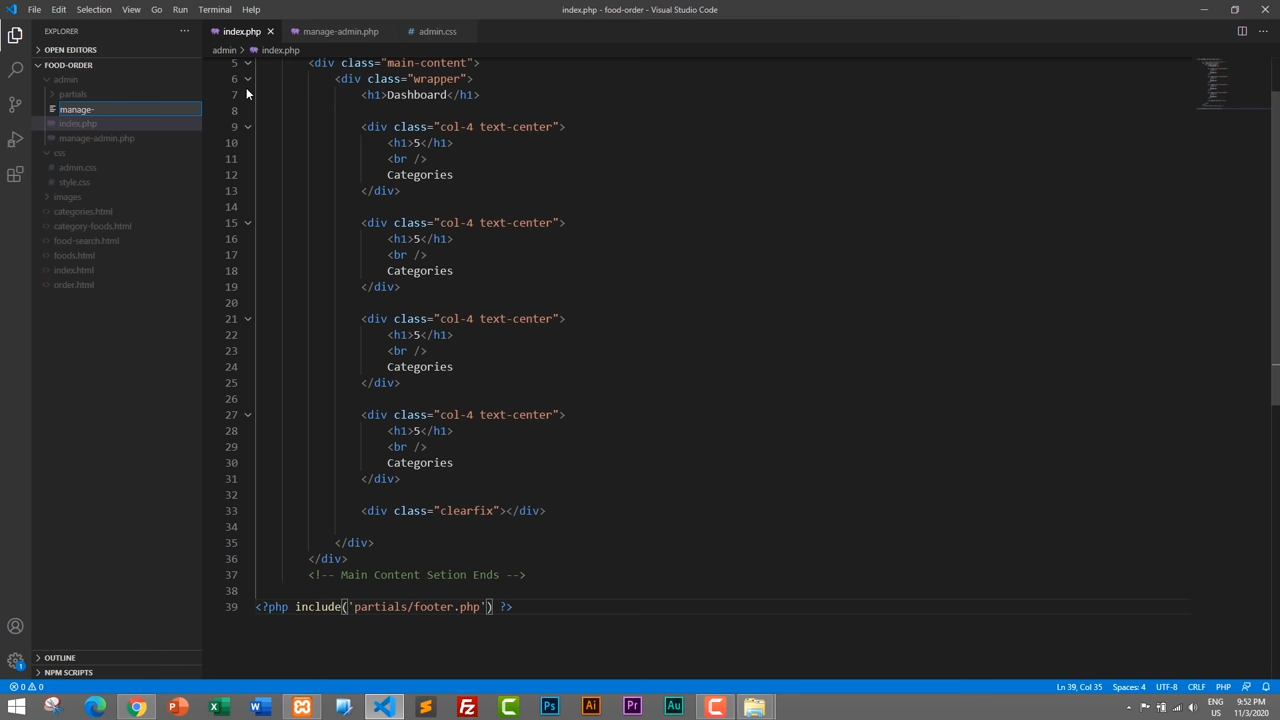 File Edit Selection View Go Run Terminal Help
index.php - food-order - Visual Studio Code
EXPLORER
OPEN EDITORS
FOOD-ORDER
admin
partials
manage-
index.php
manage-admin.php
css
admin.css
style.css
images
categories.html
category-foods.html
food-search.html
foods.html
index.html
order.html
OUTLINE
NPM SCRIPTS
index.php manage-admin.php admin.css
admin index.php
5 <div class="main-content">
6 <div class="wrapper">
7 <h1>Dashboard</h1>
8
9 <div class="col-4 text-center">
10 <h1>5</h1>
11 <br />
12 Categories
13 </div>
14
15 <div class="col-4 text-center">
16 <h1>5</h1>
17 <br />
18 Categories
19 </div>
20
21 <div class="col-4 text-center">
22 <h1>5</h1>
23 <br />
24 Categories
25 </div>
26
27 <div class="col-4 text-center">
28 <h1>5</h1>
29 <br />
30 Categories
31 </div>
32
33 <div class="clearfix"></div>
34
35 </div>
36 </div>
37 <!-- Main Content Setion Ends -->
38
39 <?php include('partials/footer.php') ?>
0 0 Ln 39, Col 35 Spaces: 4 UTF-8 CRLF PHP
1
Ps Ai Pr Au
ENG
US
9:52 PM
11/3/2020